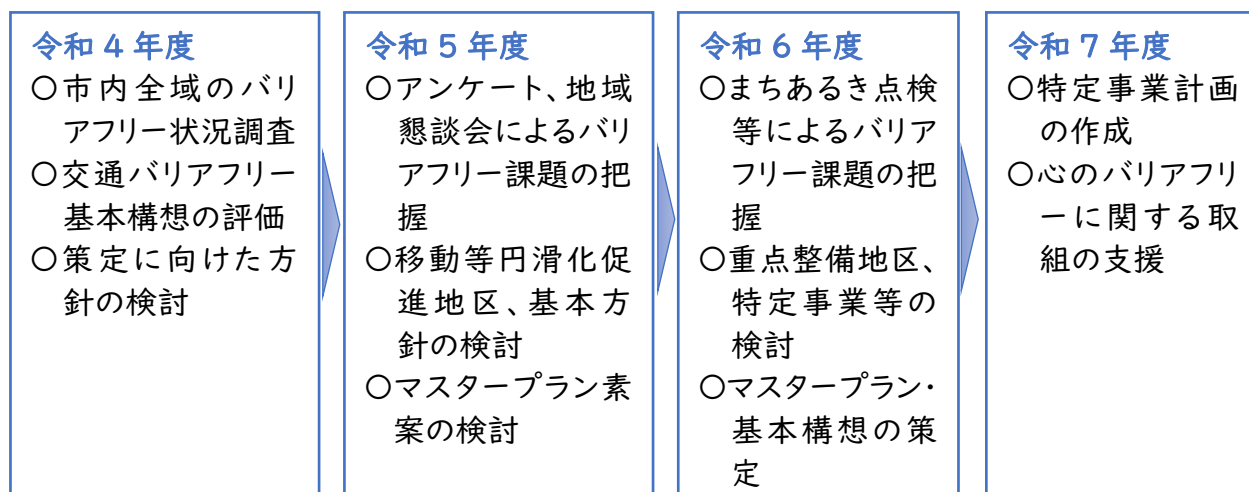 令和4年度
〇市内全域のバリ
アフリー状況調査
〇交通バリアフリー
基本構想の評価
〇策定に向けた方
針の検討
令和5年度
〇アンケート、地域
懇談会によるバリ
アフリー課題の把
握
〇移動等円滑化促
進地区、基本方
針の検討
〇マスタープラン素
案の検討
令和6年度
〇まちあるき点検
等によるバリア
フリー課題の把
握
〇重点整備地区、
特定事業等の
検討
〇マスタープラン・
基本構想の策
定
令和7年度
〇特定事業計画
の作成
〇心のバリアフリ
ーに関する取
組の支援